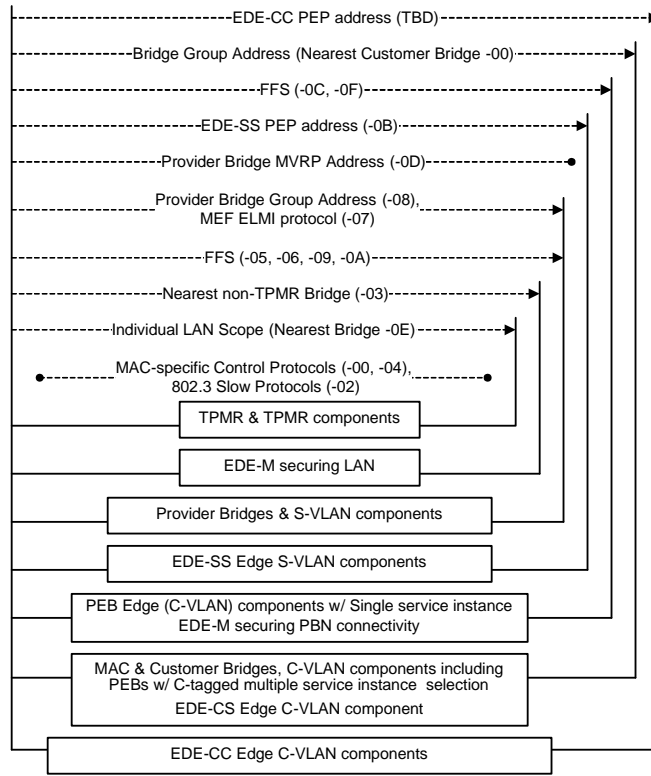 EDE-CC PEP address (TBD)
Bridge Group Address (Nearest Customer Bridge -00)
FFS (-0C, -0F)
EDE-SS PEP address (-0B)
Provider Bridge MVRP Address (-0D)
Provider Bridge Group Address (-08),
MEF ELMI protocol (-07)
FFS (-05, -06, -09, -0A)
Nearest non-TPMR Bridge (-03)
Individual LAN Scope (Nearest Bridge -0E)
MAC-specific Control Protocols (-00, -04),
802.3 Slow Protocols (-02)
TPMR & TPMR components
EDE-M securing LAN
Provider Bridges & S-VLAN components
EDE-SS Edge S-VLAN components
PEB Edge (C-VLAN) components w/ Single service instance
EDE-M securing PBN connectivity
MAC & Customer Bridges, C-VLAN components including
PEBs w/ C-tagged multiple service instance selection
EDE-CS Edge C-VLAN component
EDE-CC Edge C-VLAN components